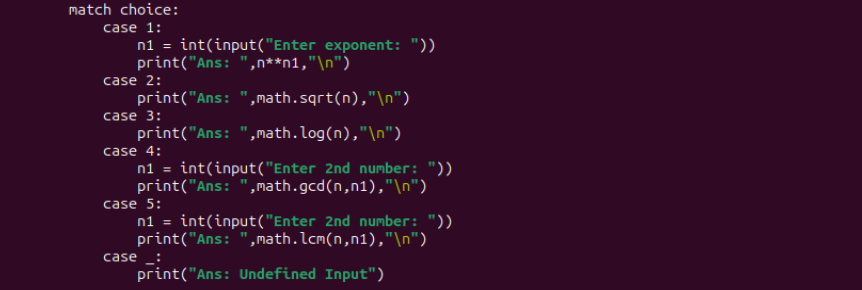 match choice:
    case 1:
        n1 = int(input("Enter exponent: "))
        print("Ans: ",n**n1,"\n")
    case 2:
        print("Ans: ",math.sqrt(n),"\n")
    case 3:
        print("Ans: ",math.log(n),"\n")
    case 4:
        n1 = int(input("Enter 2nd number: "))
        print("Ans: ",math.gcd(n,n1),"\n")
    case 5:
        n1 = int(input("Enter 2nd number: "))
        print("Ans: ",math.lcm(n,n1),"\n")
    case _:
        print("Ans: Undefined Input")